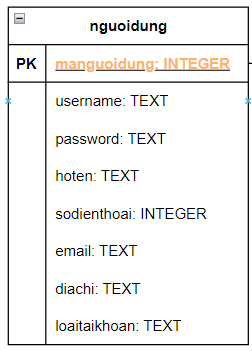 nguoidung
PK manguoidung: INTEGER
username: TEXT
password: TEXT
hoten: TEXT
sodienthoai: INTEGER
email: TEXT
diachi: TEXT
loaitaikhoan: TEXT